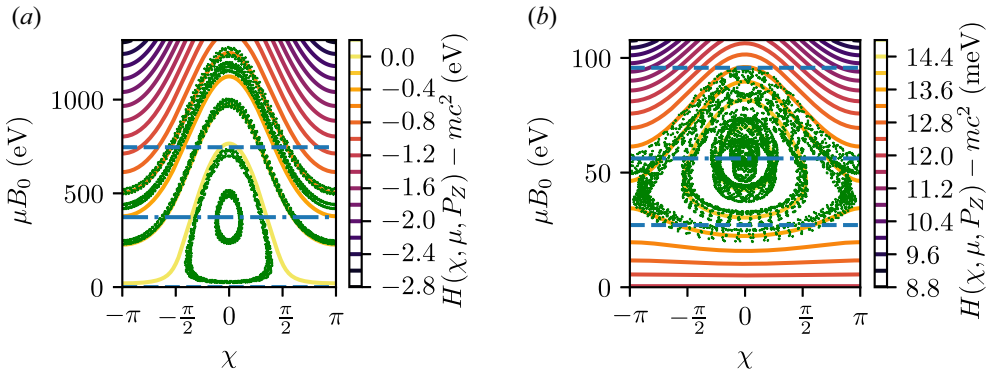 (a)
μB₀ (eV)
1000
500
0
−π
−π/2
0
π/2
π
χ
0.0
−0.4
−0.8
−1.2
−1.6
−2.0
−2.4
−2.8
H(χ, μ, P_Z) − mc² (eV)
(b)
μB₀ (eV)
100
50
0
−π
−π/2
0
π/2
π
χ
14.4
13.6
12.8
12.0
11.2
10.4
9.6
8.8
H(χ, μ, P_Z) − mc² (meV)